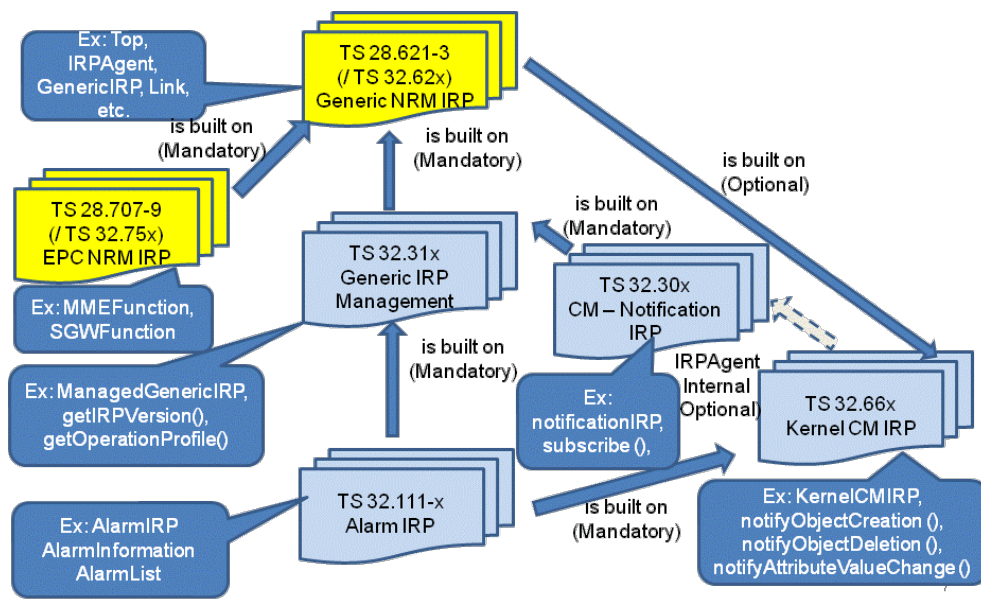 Ex: Top,
IRPAgent,
GenericIRP, Link,
etc.
TS 28.621-3
(/ TS 32.62x)
Generic NRM IRP
is built on
(Mandatory)
is built on
(Mandatory)
is built on
(Optional)
TS 28.707-9
(/ TS 32.75x)
EPC NRM IRP
TS 32.31x
Generic IRP
Management
is built on
(Mandatory)
TS 32.30x
CM – Notification
IRP
Ex: MMEFunction,
SGWFunction
is built on
(Mandatory)
IRPAgent
Internal
(Optional)
TS 32.66x
Kernel CM IRP
Ex: ManagedGenericIRP,
getIRPVersion(),
getOperationProfile()
Ex:
notificationIRP,
subscribe (),
TS 32.111-x
Alarm IRP
is built on
(Mandatory)
Ex: AlarmIRP
AlarmInformation
AlarmList
Ex: KernelCMIRP,
notifyObjectCreation (),
notifyObjectDeletion (),
notifyAttributeValueChange ()